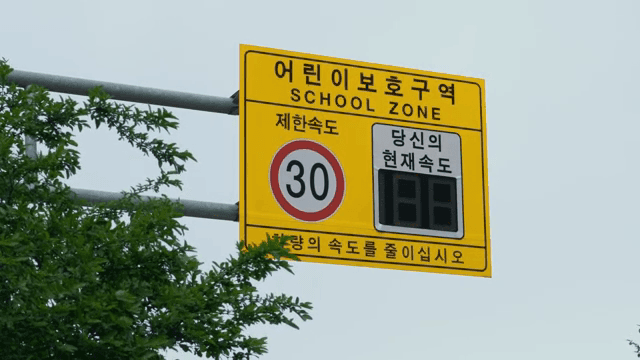 어린이보호구역
SCHOOL ZONE
제한속도
30
당신의
현재속도
차량의 속도를 줄이십시오